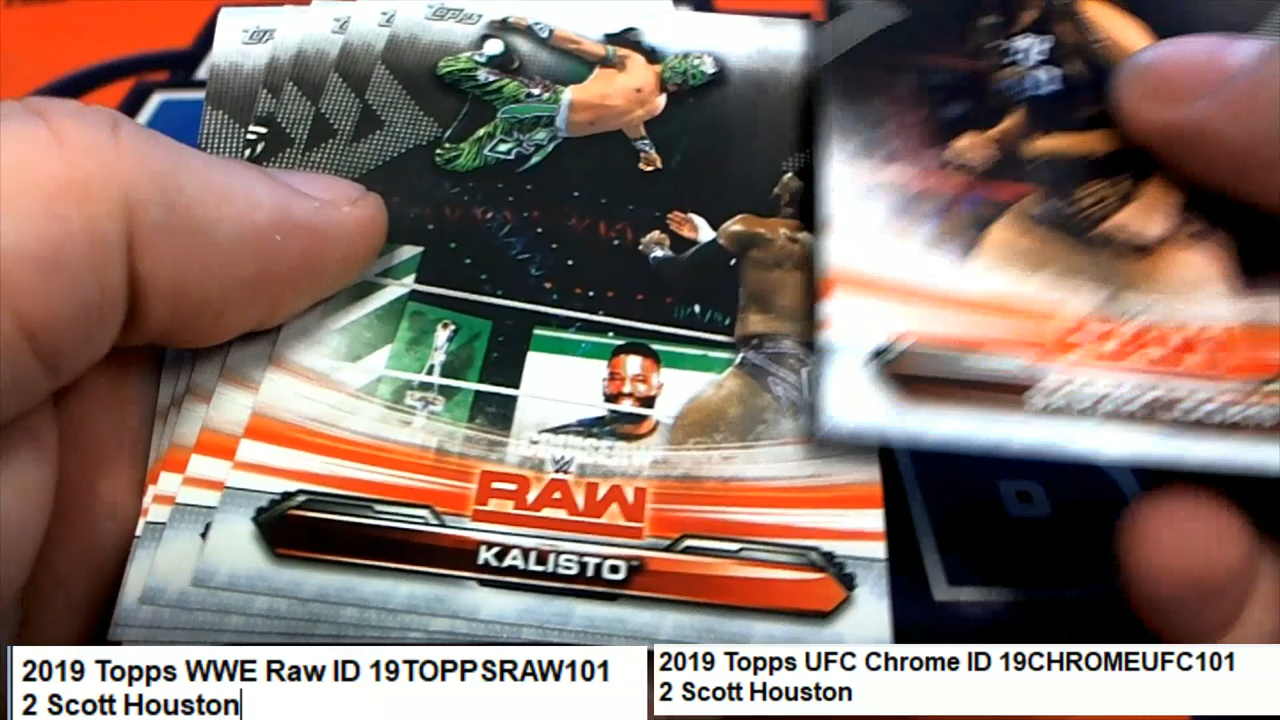 Topps
RAW
KALISTO
2019 Topps WWE Raw ID 19TOPPSRAW101
2 Scott Houston
2019 Topps UFC Chrome ID 19CHROMEUFC101
2 Scott Houston